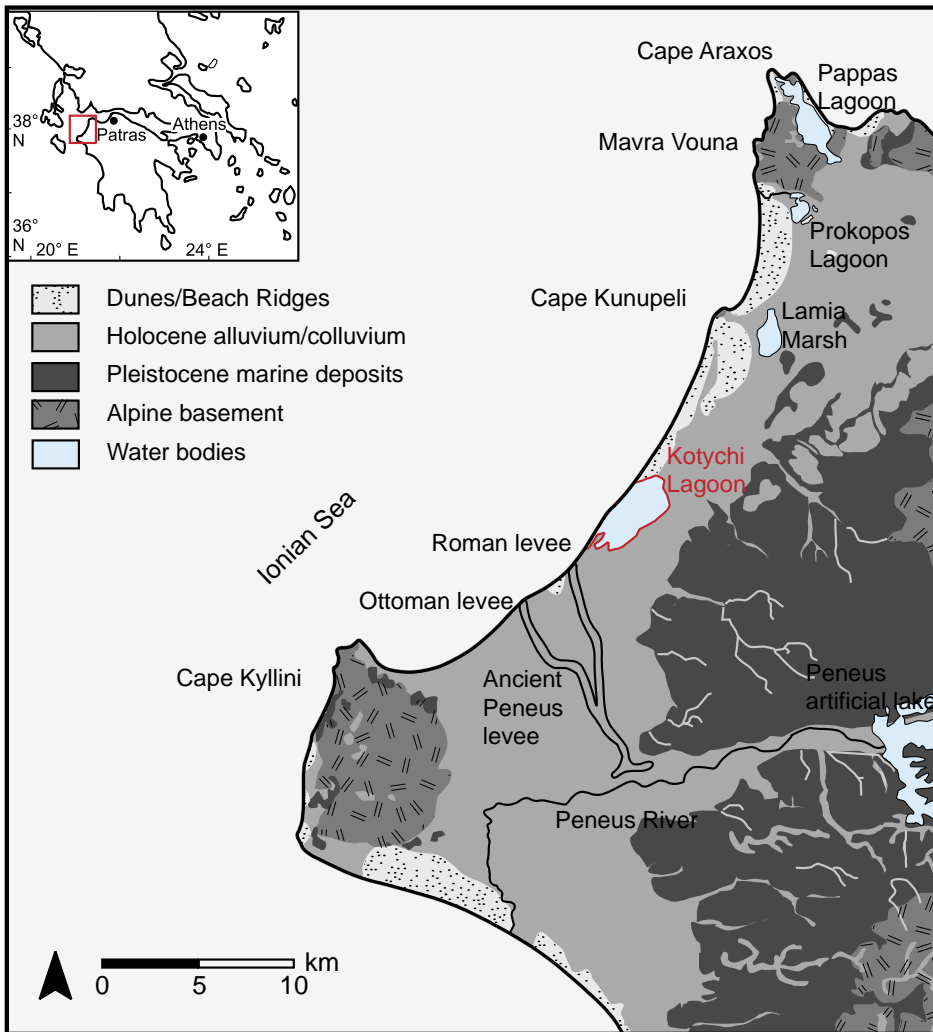 Cape Araxos
Pappas
Lagoon
Patras
Athens
38°
N
Mavra Vouna
36°
N
20° E
24° E
Prokopos
Lagoon
Dunes/Beach Ridges
Cape Kunupeli
Lamia
Marsh
Holocene alluvium/colluvium
Pleistocene marine deposits
Alpine basement
Water bodies
Kotychi
Lagoon
Ionian Sea
Roman levee
Ottoman levee
Cape Kyllini
Ancient
Peneus
levee
Peneus
artificial lake
Peneus River
km
0 5 10